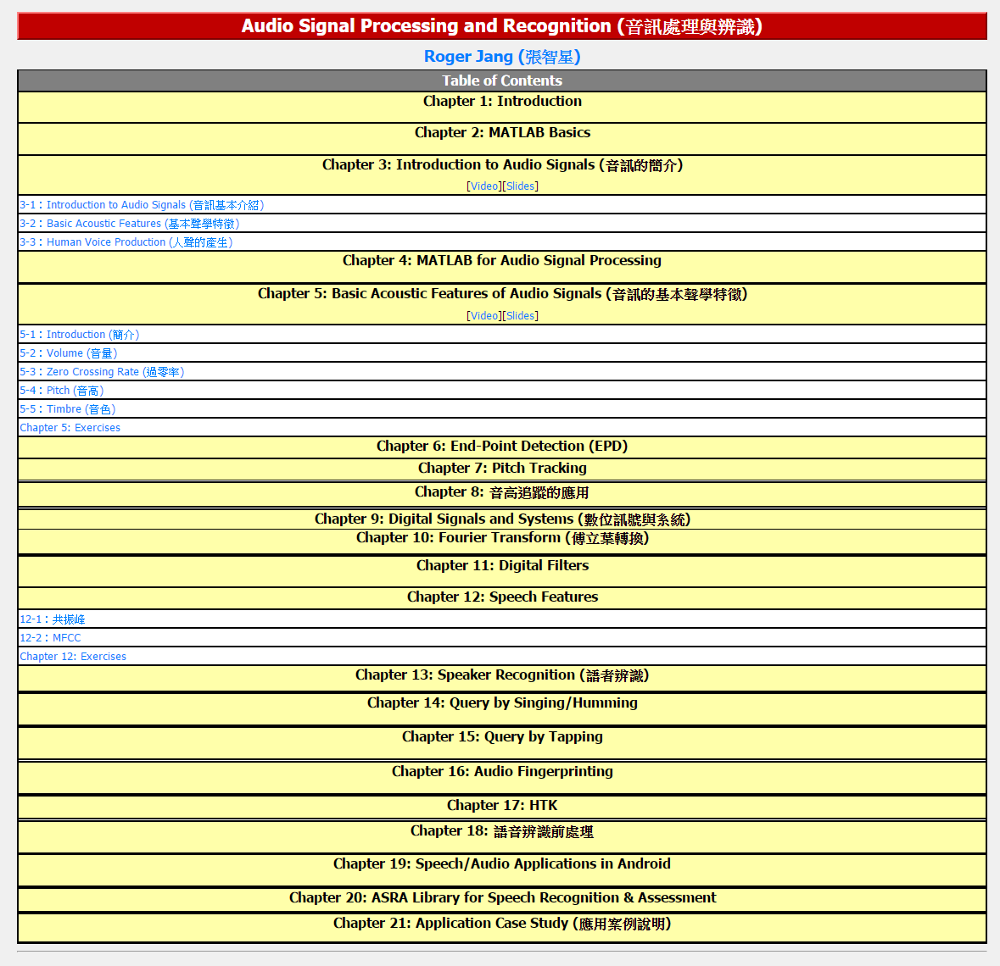 Audio Signal Processing and Recognition (音訊處理與辨識)
Roger Jang (張智星)
Table of Contents
Chapter 1: Introduction
Chapter 2: MATLAB Basics
Chapter 3: Introduction to Audio Signals (音訊的簡介)
[Video][Slides]
3-1：Introduction to Audio Signals (音訊基本介紹)
3-2：Basic Acoustic Features (基本聲學特徵)
3-3：Human Voice Production (人聲的產生)
Chapter 4: MATLAB for Audio Signal Processing
Chapter 5: Basic Acoustic Features of Audio Signals (音訊的基本聲學特徵)
[Video][Slides]
5-1：Introduction (簡介)
5-2：Volume (音量)
5-3：Zero Crossing Rate (過零率)
5-4：Pitch (音高)
5-5：Timbre (音色)
Chapter 5: Exercises
Chapter 6: End-Point Detection (EPD)
Chapter 7: Pitch Tracking
Chapter 8: 音高追蹤的應用
Chapter 9: Digital Signals and Systems (數位訊號與系統)
Chapter 10: Fourier Transform (傅立葉轉換)
Chapter 11: Digital Filters
Chapter 12: Speech Features
12-1：共振峰
12-2：MFCC
Chapter 12: Exercises
Chapter 13: Speaker Recognition (語者辨識)
Chapter 14: Query by Singing/Humming
Chapter 15: Query by Tapping
Chapter 16: Audio Fingerprinting
Chapter 17: HTK
Chapter 18: 語音辨識前處理
Chapter 19: Speech/Audio Applications in Android
Chapter 20: ASRA Library for Speech Recognition & Assessment
Chapter 21: Application Case Study (應用案例說明)